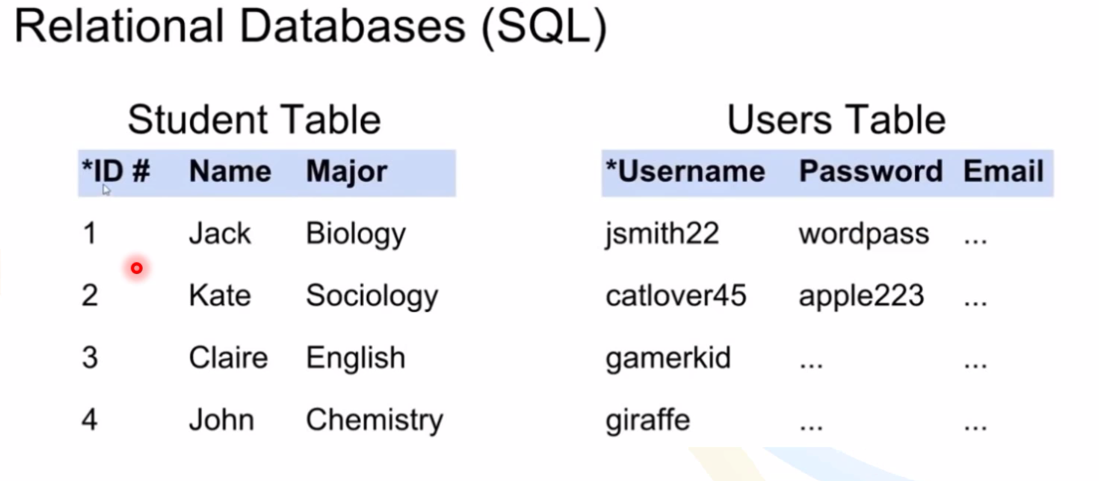 Relational Databases (SQL)
Student Table
*ID # Name Major
1 Jack Biology
2 Kate Sociology
3 Claire English
4 John Chemistry
Users Table
*Username Password Email
jsmith22 wordpass ...
catlover45 apple223 ...
gamerkid ... ...
giraffe ... ...